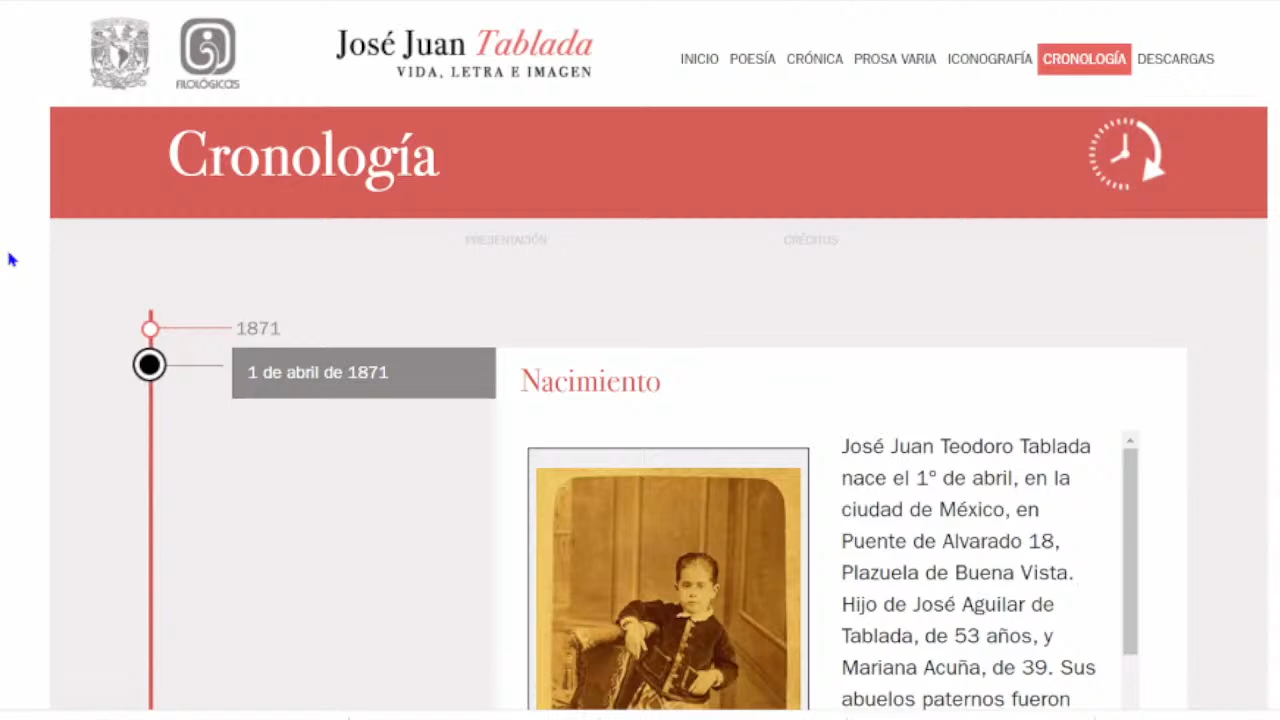 FILOLÓGICAS
José Juan Tablada
VIDA, LETRA E IMAGEN
INICIO POESÍA CRÓNICA PROSA VARIA ICONOGRAFÍA CRONOLOGÍA DESCARGAS
Cronología
PRESENTACIÓN CRÉDITOS
1871
1 de abril de 1871
Nacimiento
José Juan Teodoro Tablada
nace el 1º de abril, en la
ciudad de México, en
Puente de Alvarado 18,
Plazuela de Buena Vista.
Hijo de José Aguilar de
Tablada, de 53 años, y
Mariana Acuña, de 39. Sus
abuelos paternos fueron